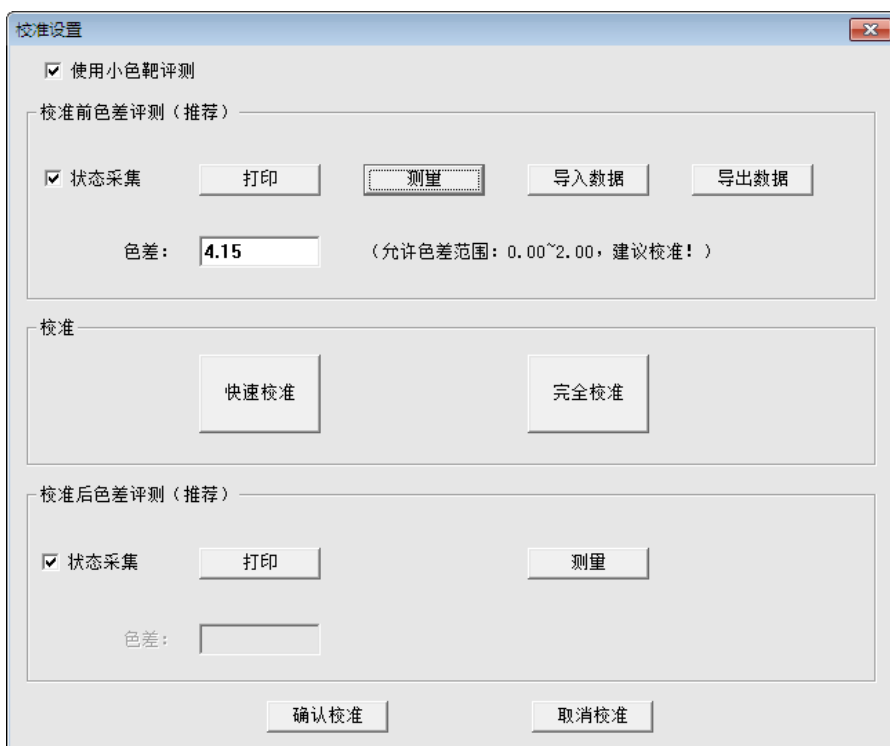 校准设置
使用小色靶评测
校准前色差评测（推荐）
状态采集 打印 测量 导入数据 导出数据
色差： 4.15 （允许色差范围：0.00~2.00，建议校准！）
校准
快速校准 完全校准
校准后色差评测（推荐）
状态采集 打印 测量
色差：
确认校准 取消校准